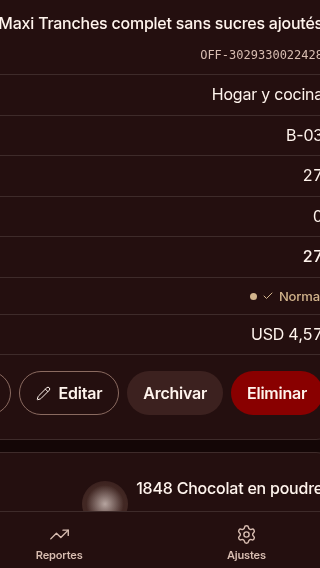 Maxi Tranches complet sans sucres ajoutés
OFF-3029330022428
Hogar y cocina
B-03
27
0
27
Norma
USD 4,57
Editar
Archivar
Eliminar
1848 Chocolat en poudre
Reportes
Ajustes